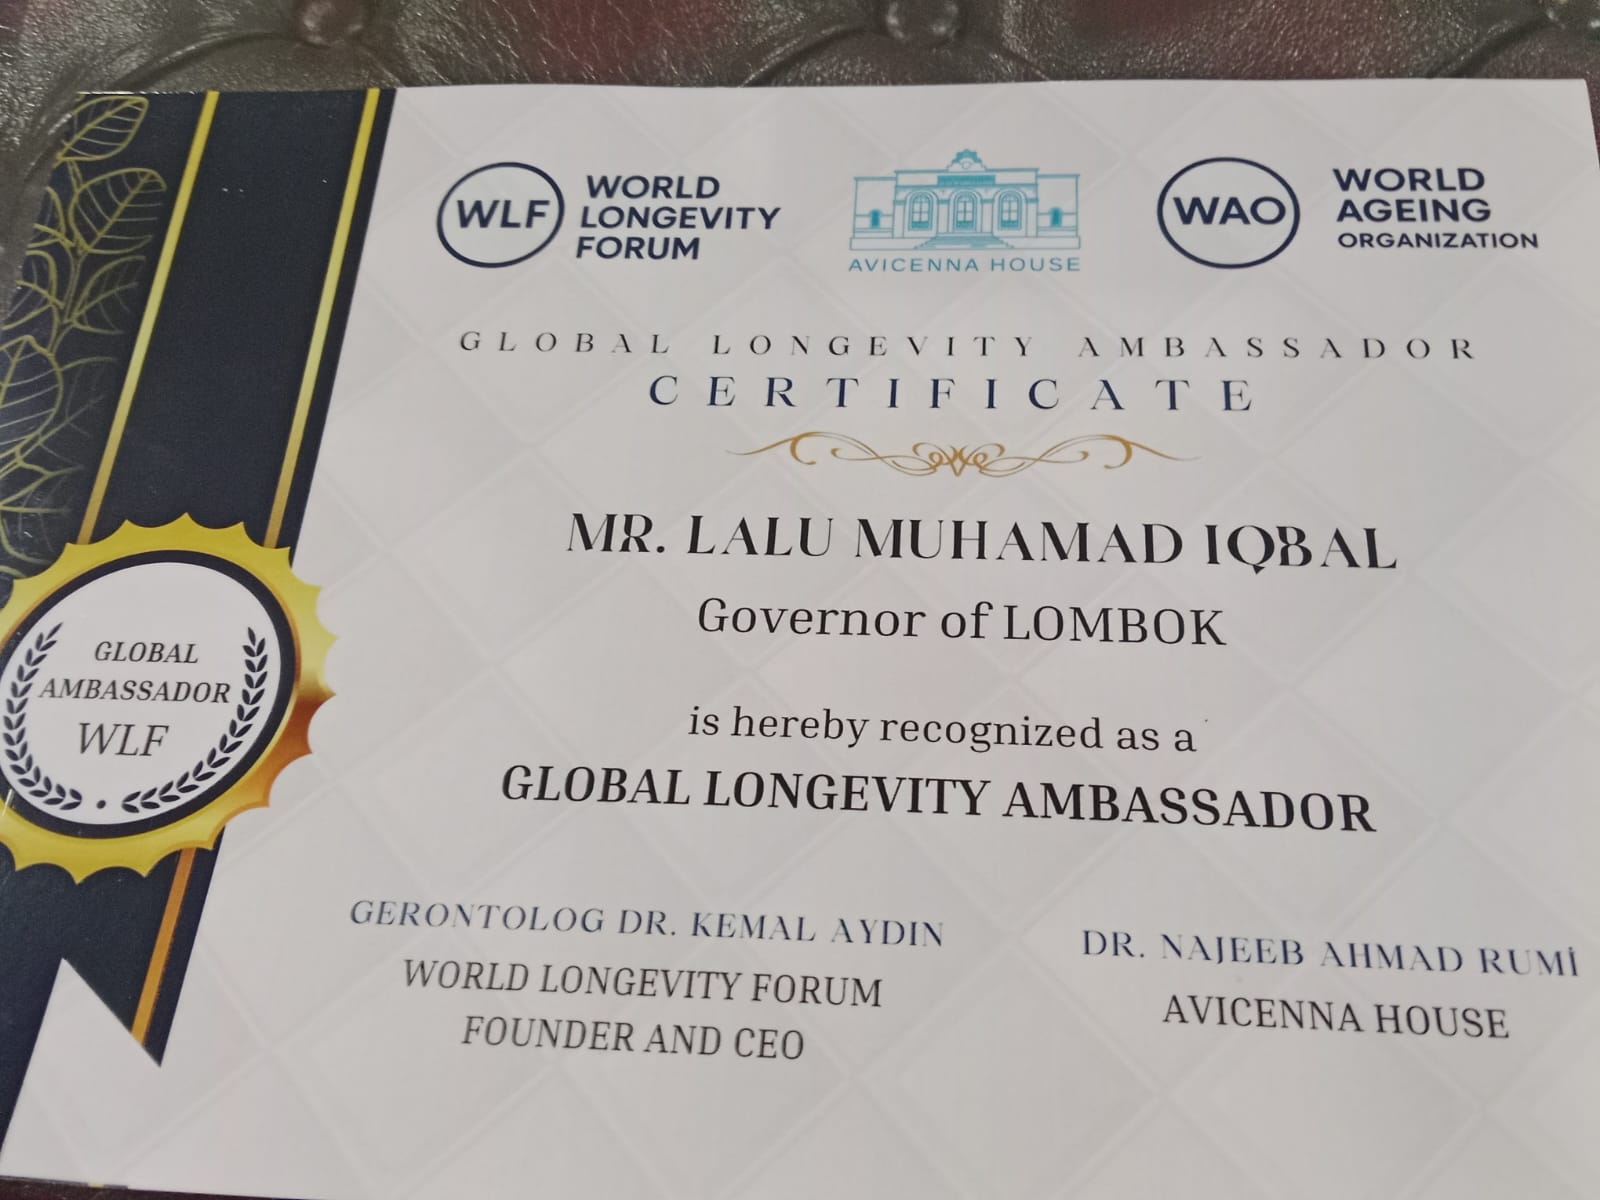 WLF WORLD
LONGEVITY
FORUM
AVICENNA HOUSE
WAO WORLD
AGEING
ORGANIZATION
GLOBAL LONGEVITY AMBASSADOR
CERTIFICATE
MR. LALU MUHAMAD IQBAL
Governor of LOMBOK
is hereby recognized as a
GLOBAL LONGEVITY AMBASSADOR
GLOBAL
AMBASSADOR
WLF
GERONTOLOG DR. KEMAL AYDIN
WORLD LONGEVITY FORUM
FOUNDER AND CEO
DR. NAJEEB AHMAD RUMİ
AVICENNA HOUSE